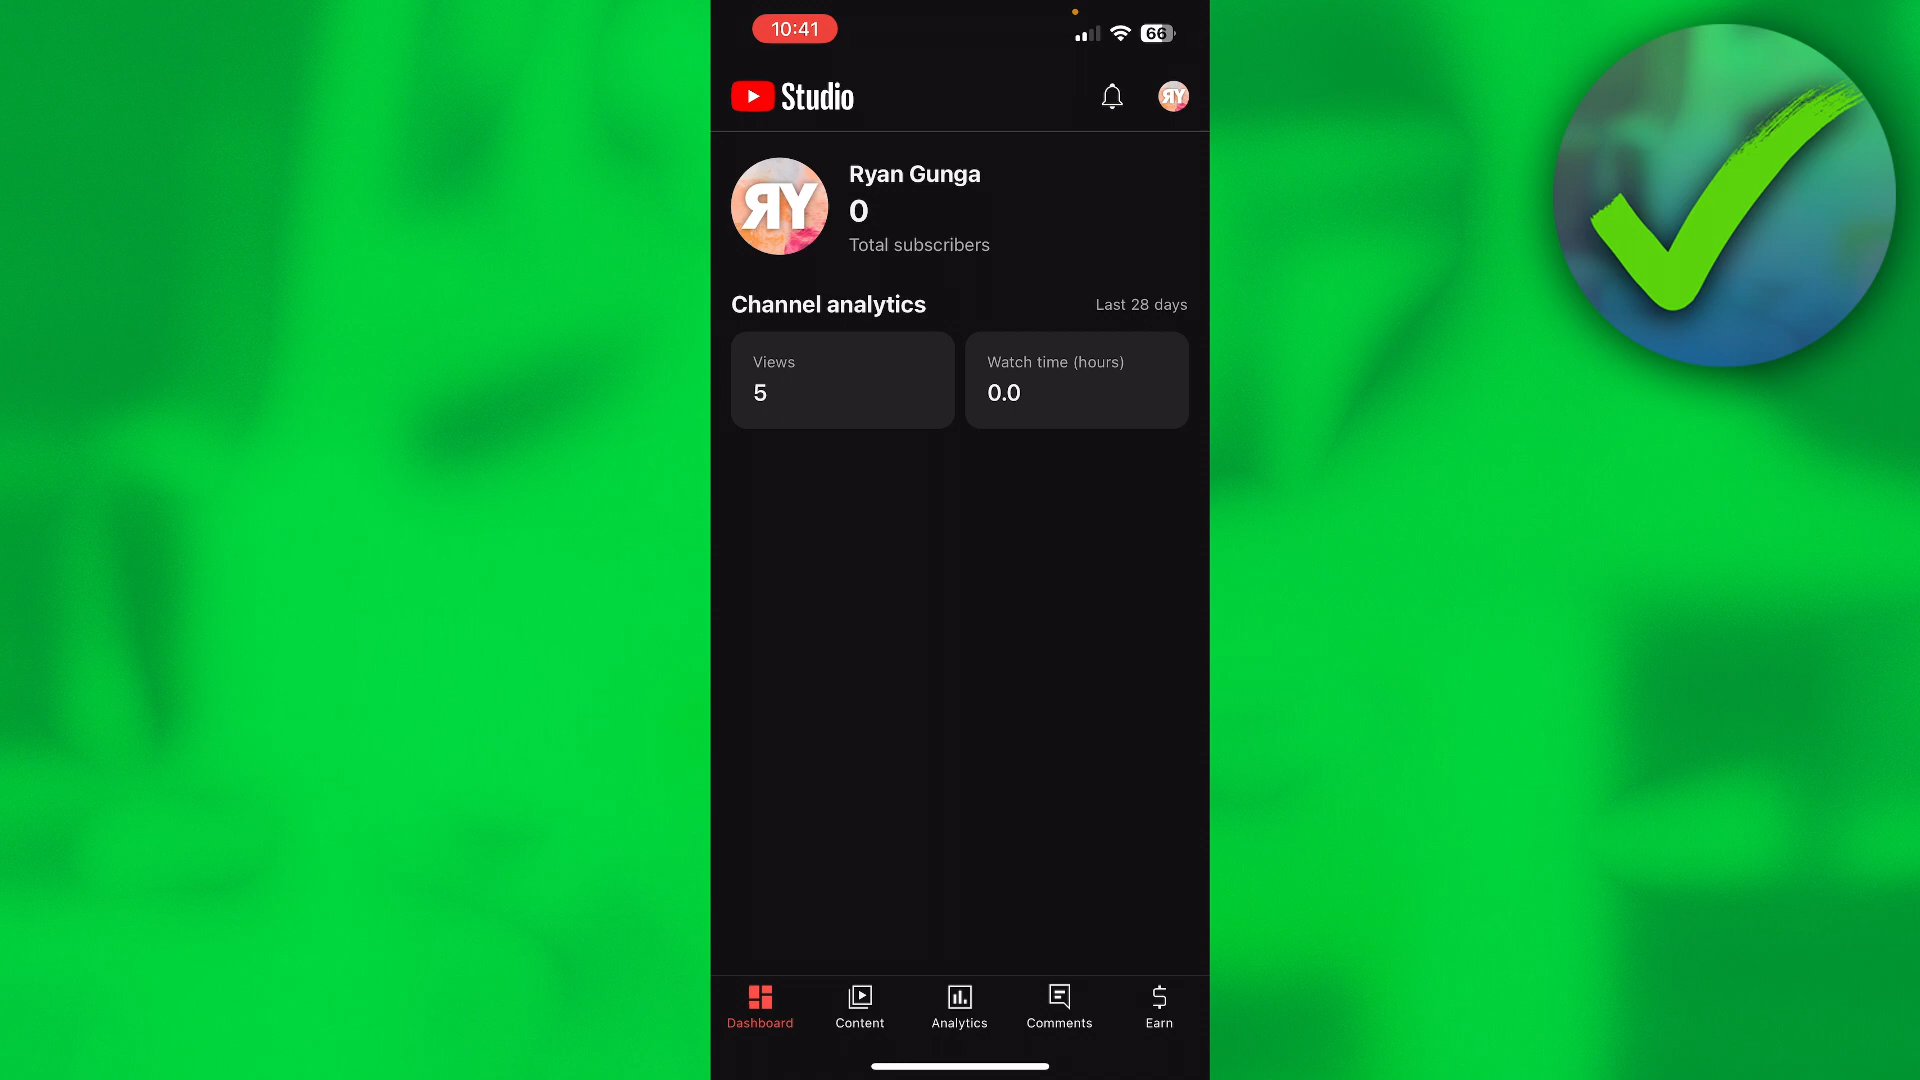 10:41
66
Studio
ЯY
ЯY
Ryan Gunga
0
Total subscribers
Channel analytics
Last 28 days
Views
5
Watch time (hours)
0.0
Dashboard
Content
Analytics
Comments
Earn